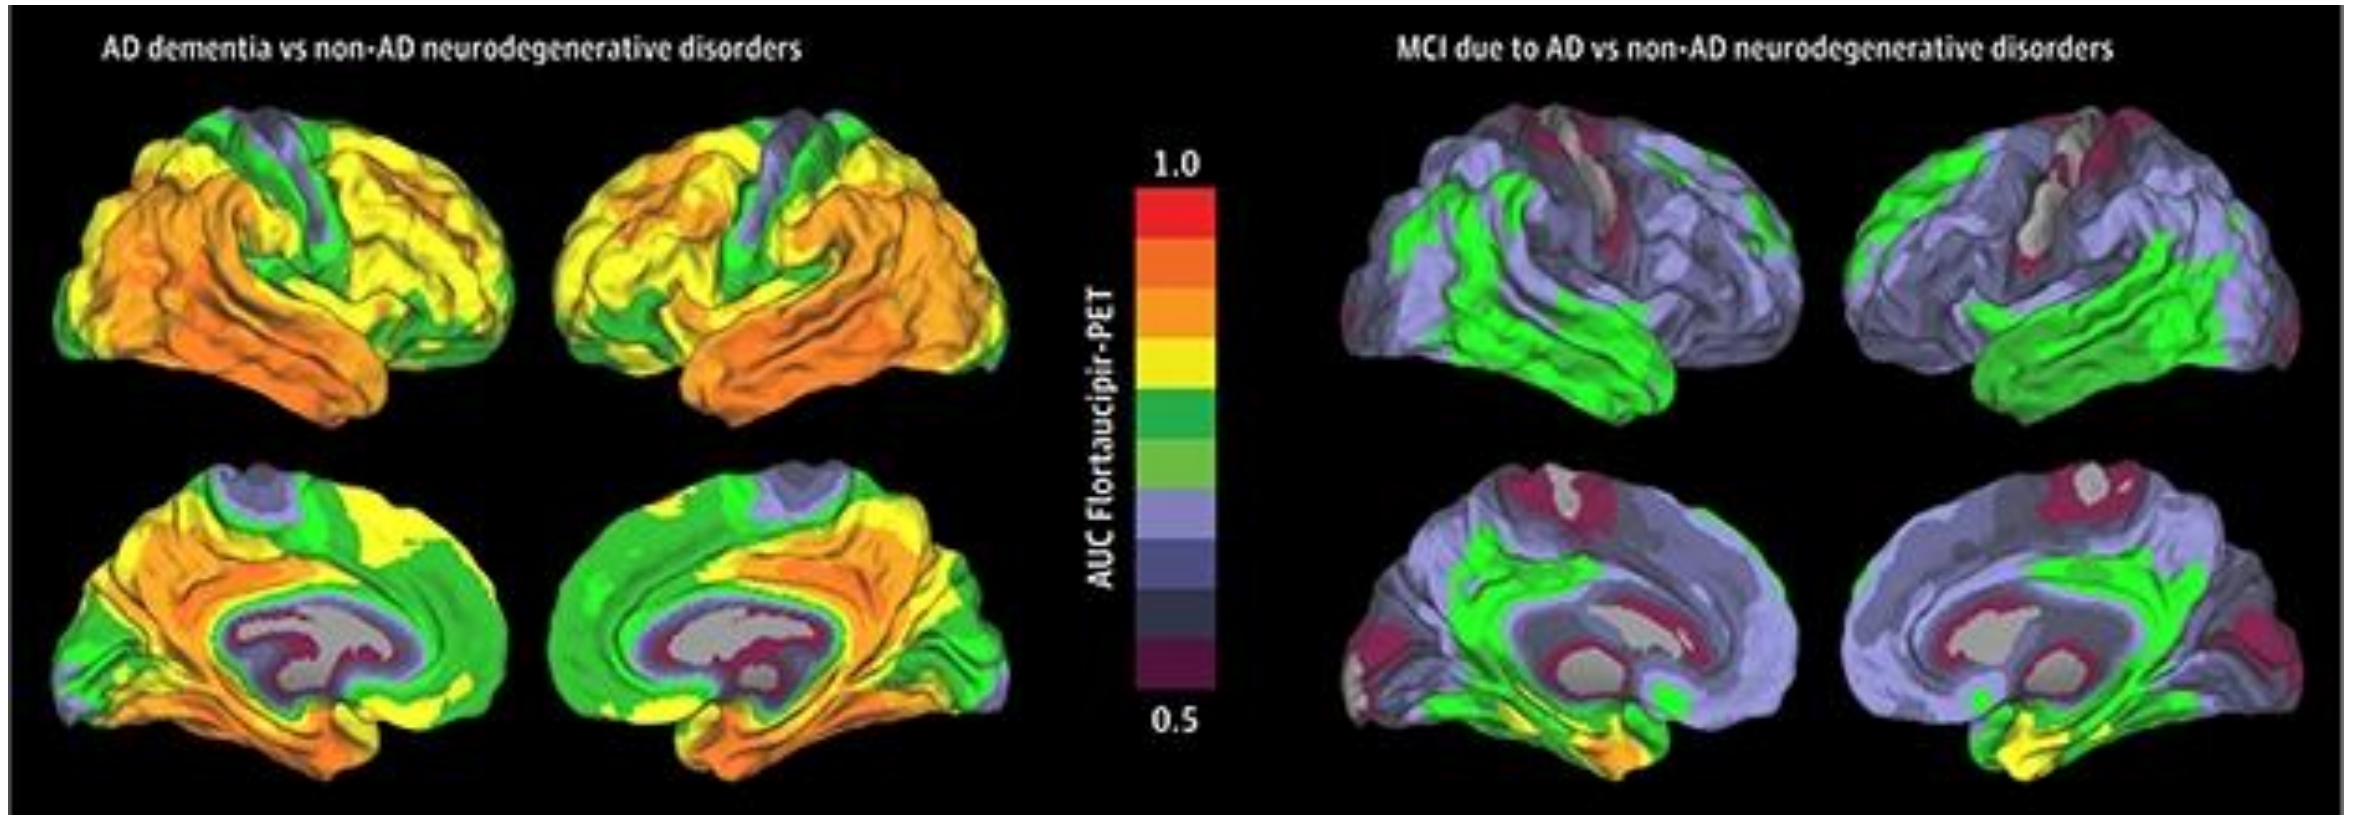 AD dementia vs non-AD neurodegenerative disorders
MCI due to AD vs non-AD neurodegenerative disorders
1.0
AUC Flortaucipir-PET
0.5